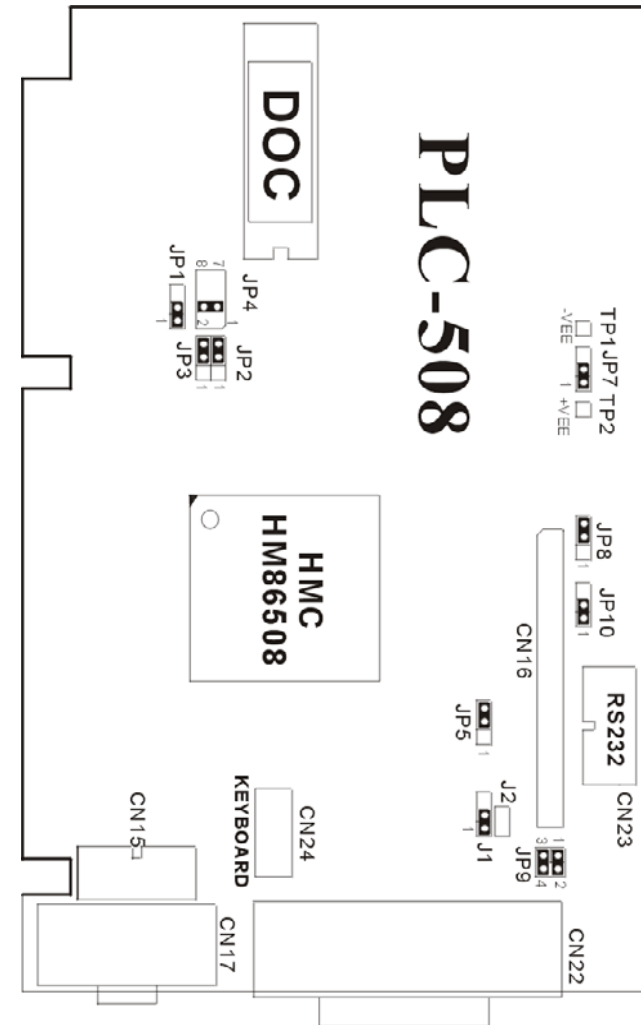 DOC
PLC-508
JP1
1
8
7
2
1
JP4
JP3
JP2
1
1
-VEE
TP1
JP7
1
+VEE
TP2
HMC
HM86508
JP8
1
JP10
1
CN16
RS232
CN23
JP5
1
J2
1
J1
CN15
KEYBOARD
CN24
3
1
JP9
4
2
CN17
CN22